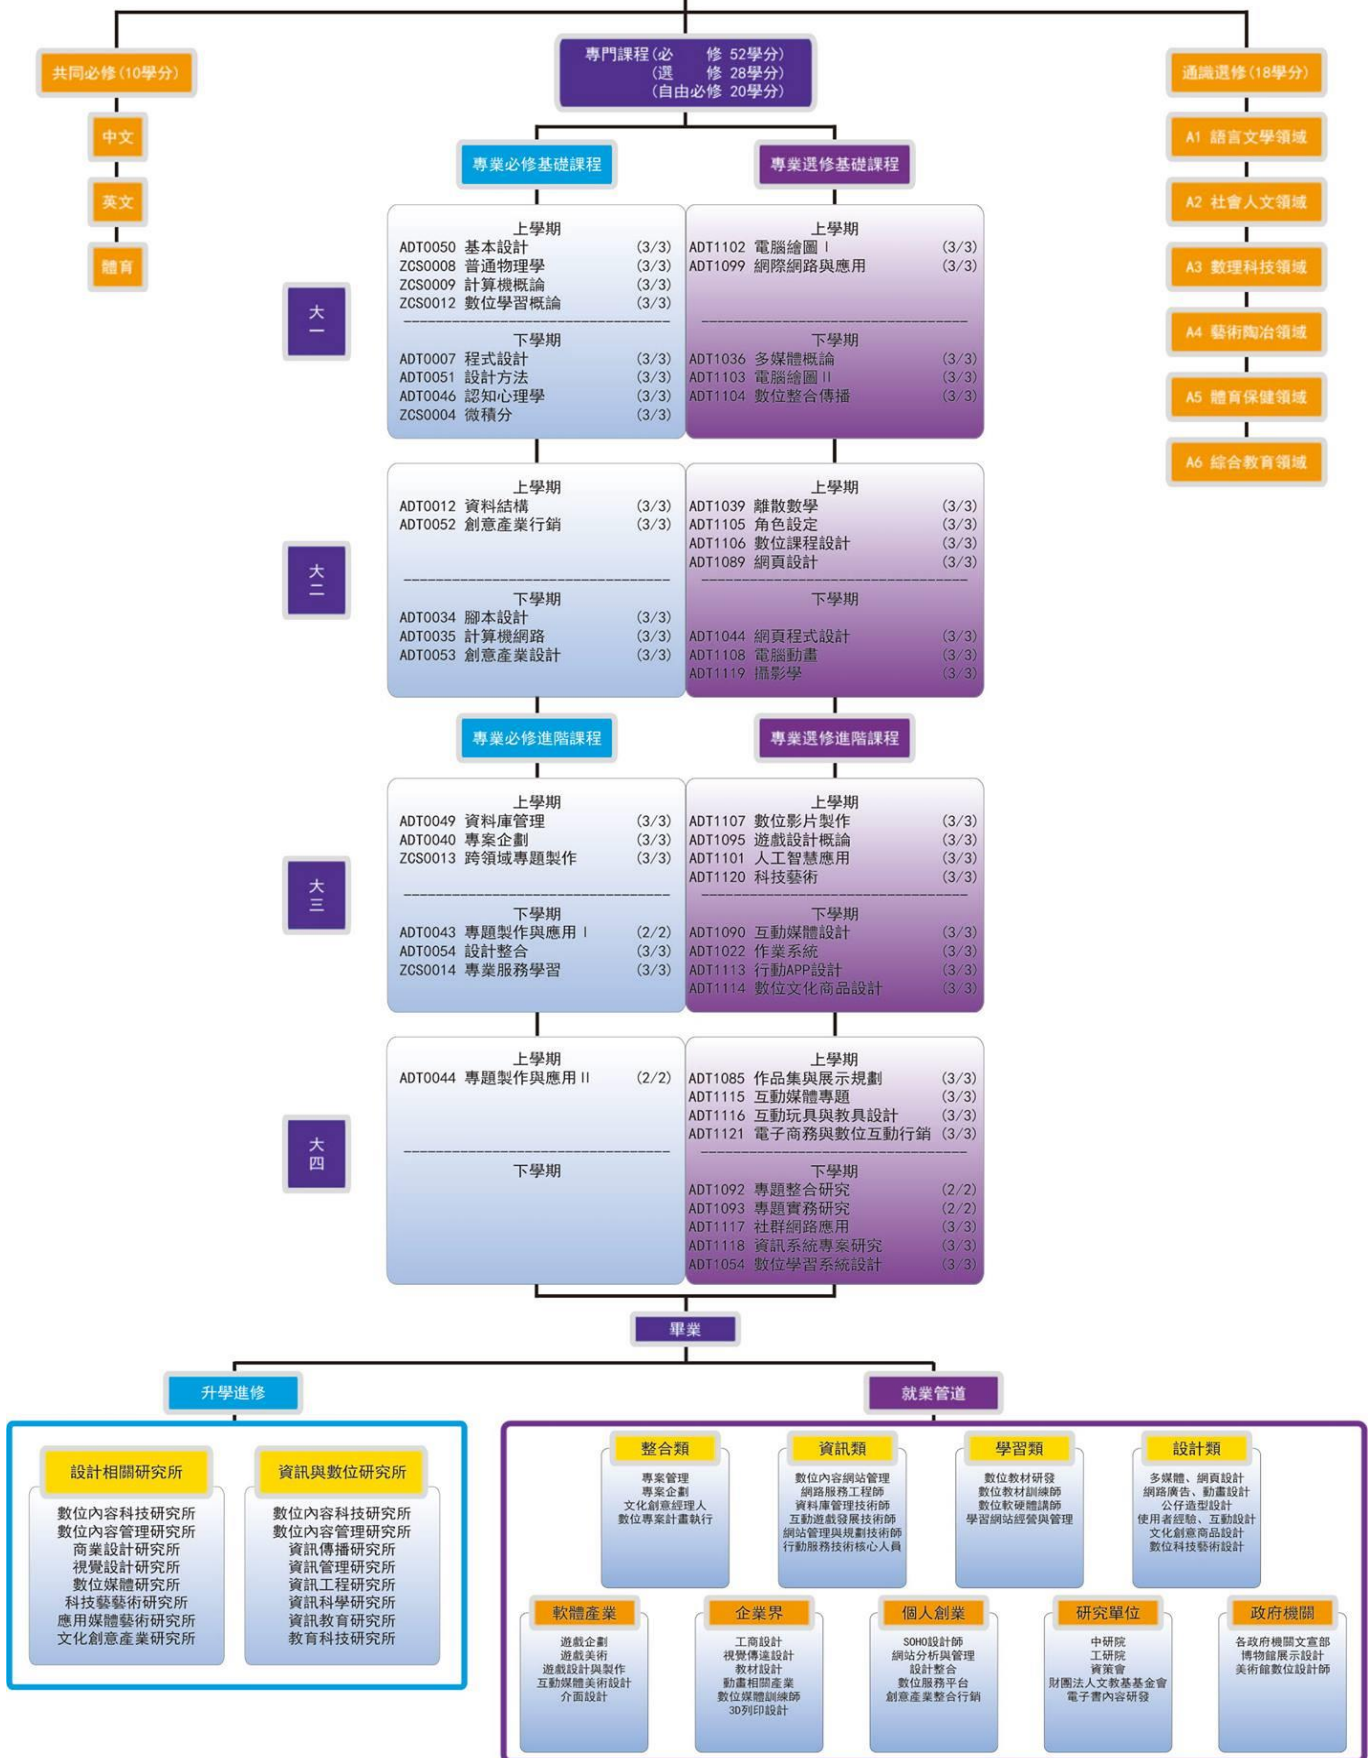 共同必修(10學分)
中文
英文
體育
專門課程(必 修 52學分)
(選 修 28學分)
(自由必修 20學分)
通識選修(18學分)
A1 語言文學領域
A2 社會人文領域
A3 數理科技領域
A4 藝術陶冶領域
A5 體育保健領域
A6 綜合教育領域
專業必修基礎課程
專業選修基礎課程
大一
上學期
ADT0050 基本設計 (3/3)
ZCS0008 普通物理學 (3/3)
ZCS0009 計算機概論 (3/3)
ZCS0012 數位學習概論 (3/3)
下學期
ADT0007 程式設計 (3/3)
ADT0051 設計方法 (3/3)
ADT0046 認知心理學 (3/3)
ZCS0004 微積分 (3/3)
上學期
ADT1102 電腦繪圖Ⅰ (3/3)
ADT1099 網際網路與應用 (3/3)
下學期
ADT1036 多媒體概論 (3/3)
ADT1103 電腦繪圖Ⅱ (3/3)
ADT1104 數位整合傳播 (3/3)
大二
上學期
ADT0012 資料結構 (3/3)
ADT0052 創意產業行銷 (3/3)
下學期
ADT0034 腳本設計 (3/3)
ADT0035 計算機網路 (3/3)
ADT0053 創意產業設計 (3/3)
上學期
ADT1039 離散數學 (3/3)
ADT1105 角色設定 (3/3)
ADT1106 數位課程設計 (3/3)
ADT1089 網頁設計 (3/3)
下學期
ADT1044 網頁程式設計 (3/3)
ADT1108 電腦動畫 (3/3)
ADT1119 攝影學 (3/3)
專業必修進階課程
專業選修進階課程
大三
上學期
ADT0049 資料庫管理 (3/3)
ADT0040 專案企劃 (3/3)
ZCS0013 跨領域專題製作 (3/3)
下學期
ADT0043 專題製作與應用Ⅰ (2/2)
ADT0054 設計整合 (3/3)
ZCS0014 專業服務學習 (3/3)
上學期
ADT1107 數位影片製作 (3/3)
ADT1095 遊戲設計概論 (3/3)
ADT1101 人工智慧應用 (3/3)
ADT1120 科技藝術 (3/3)
下學期
ADT1090 互動媒體設計 (3/3)
ADT1022 作業系統 (3/3)
ADT1113 行動APP設計 (3/3)
ADT1114 數位文化商品設計 (3/3)
大四
上學期
ADT0044 專題製作與應用Ⅱ (2/2)
下學期
上學期
ADT1085 作品集與展示規劃 (3/3)
ADT1115 互動媒體專題 (3/3)
ADT1116 互動玩具與教具設計 (3/3)
ADT1121 電子商務與數位互動行銷 (3/3)
下學期
ADT1092 專題整合研究 (2/2)
ADT1093 專題實務研究 (2/2)
ADT1117 社群網路應用 (3/3)
ADT1118 資訊系統專案研究 (3/3)
ADT1054 數位學習系統設計 (3/3)
畢業
升學進修
設計相關研究所
數位內容科技研究所
數位內容管理研究所
商業設計研究所
視覺設計研究所
數位媒體研究所
科技藝藝術研究所
應用媒體藝術研究所
文化創意產業研究所
資訊與數位研究所
數位內容科技研究所
數位內容管理研究所
資訊傳播研究所
資訊管理研究所
資訊工程研究所
資訊科學研究所
資訊教育研究所
教育科技研究所
就業管道
整合類
專案管理
專案企劃
文化創意經理人
數位專案計畫執行
資訊類
數位內容網站管理
網路服務工程師
資料庫管理技術師
互動遊戲發展技術師
網站管理與規劃技術師
行動服務技術核心人員
學習類
數位教材研發
數位教材訓練師
數位軟硬體講師
學習網站經營與管理
設計類
多媒體、網頁設計
網路廣告、動畫設計
公仔造型設計
使用者經驗、互動設計
文化創意商品設計
數位科技藝術設計
軟體產業
遊戲企劃
遊戲美術
遊戲設計與製作
互動媒體美術設計
介面設計
企業界
工商設計
視覺傳達設計
教材設計
動畫相關產業
數位媒體訓練師
3D列印設計
個人創業
SOHO設計師
網站分析與管理
設計整合
數位服務平台
創意產業整合行銷
研究單位
中研院
工研院
資策會
財團法人文教基基金會
電子書內容研發
政府機關
各政府機關文宣部
博物館展示設計
美術館數位設計師